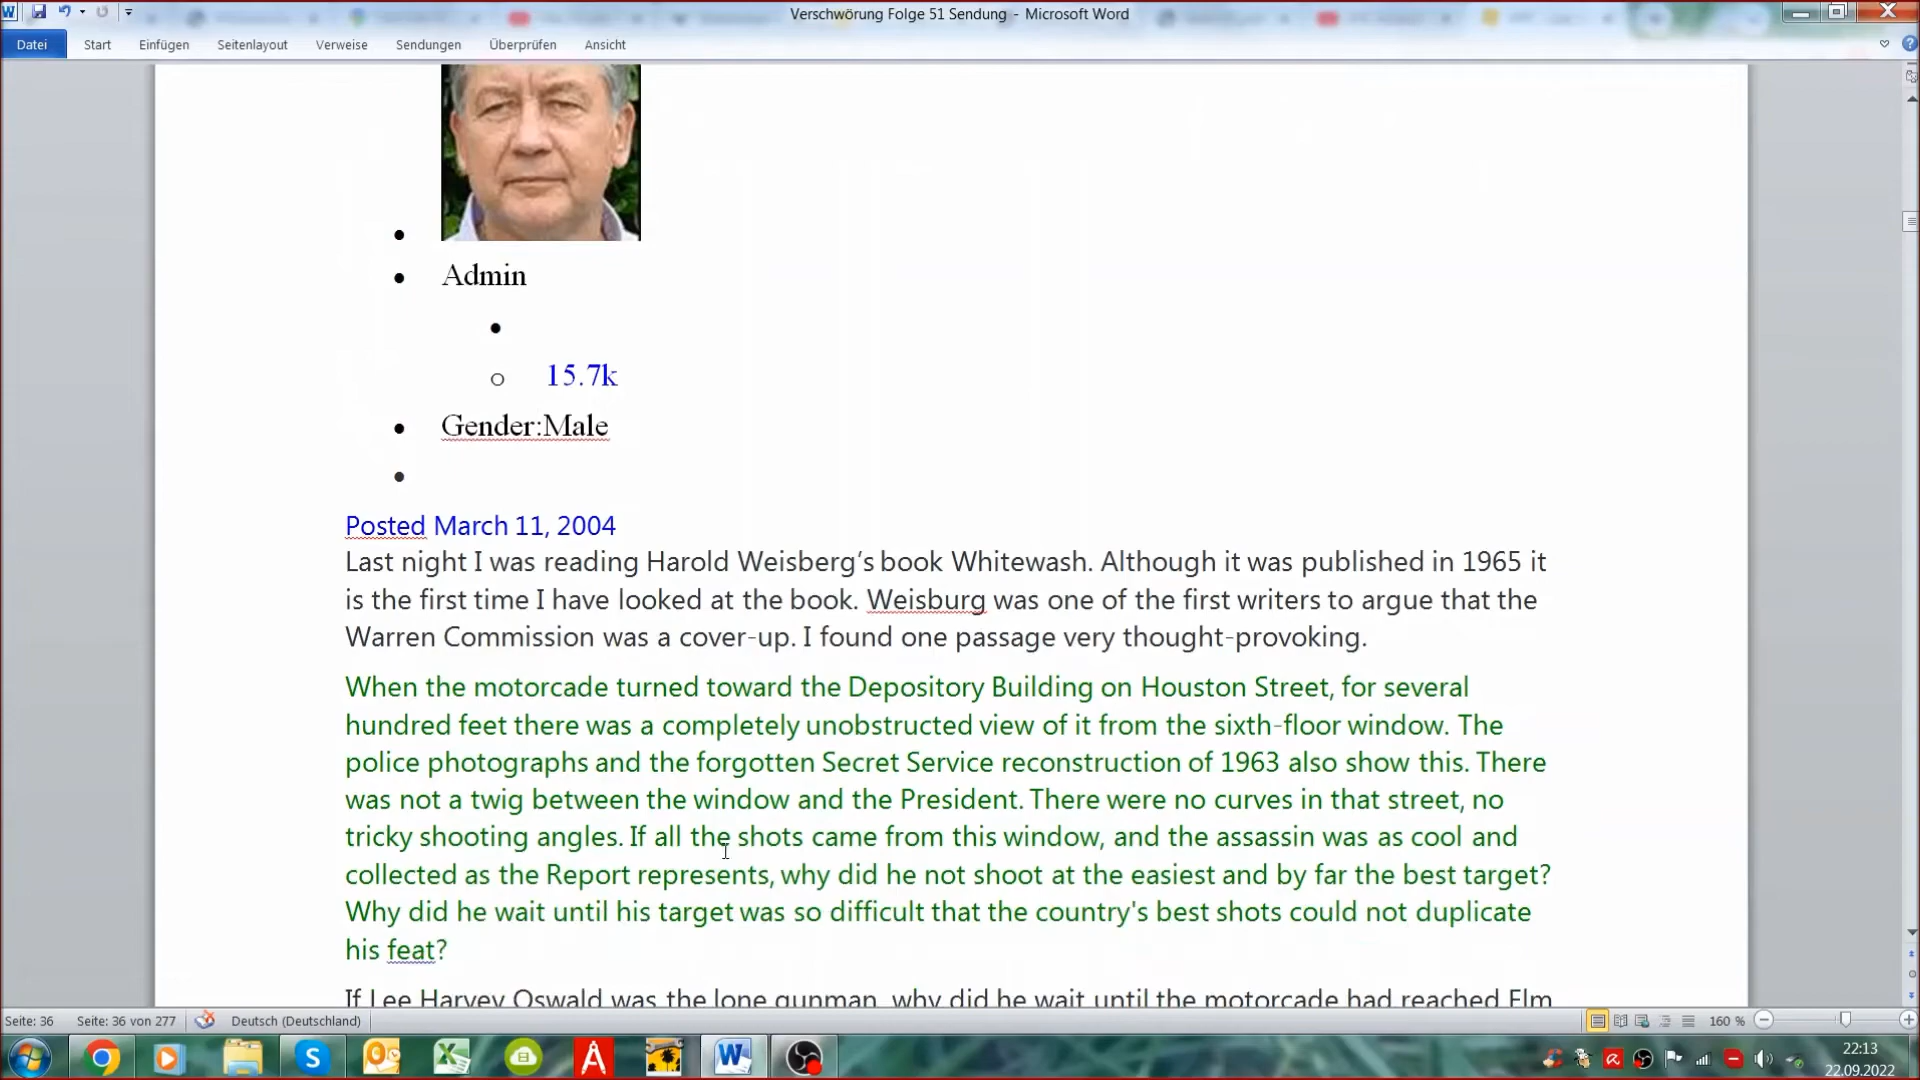 Verschwörung Folge 51 Sendung - Microsoft Word
Datei Start Einfügen Seitenlayout Verweise Sendungen Überprüfen Ansicht
Admin
15.7k
Gender:Male
Posted March 11, 2004
Last night I was reading Harold Weisberg’s book Whitewash. Although it was published in 1965 it
is the first time I have looked at the book. Weisburg was one of the first writers to argue that the
Warren Commission was a cover-up. I found one passage very thought-provoking.
When the motorcade turned toward the Depository Building on Houston Street, for several
hundred feet there was a completely unobstructed view of it from the sixth-floor window. The
police photographs and the forgotten Secret Service reconstruction of 1963 also show this. There
was not a twig between the window and the President. There were no curves in that street, no
tricky shooting angles. If all the shots came from this window, and the assassin was as cool and
collected as the Report represents, why did he not shoot at the easiest and by far the best target?
Why did he wait until his target was so difficult that the country's best shots could not duplicate
his feat?
If Lee Harvey Oswald was the lone gunman, why did he wait until the motorcade had reached Elm
Seite: 36 Seite: 36 von 277 Deutsch (Deutschland) 160 %
22:13
22.09.2022